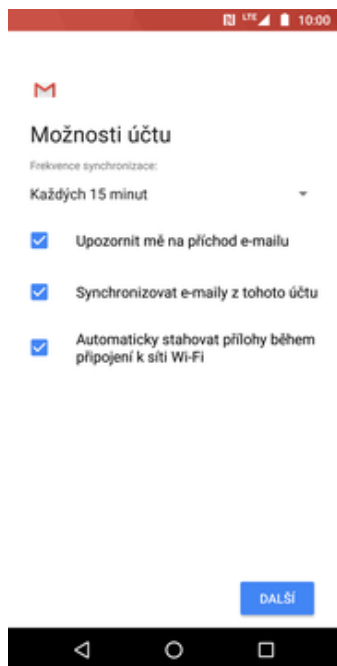 LTE 10:00
Možnosti účtu
Frekvence synchronizace:
Každých 15 minut
Upozornit mě na příchod e-mailu
Synchronizovat e-maily z tohoto účtu
Automaticky stahovat přílohy během
připojení k síti Wi-Fi
DALŠÍ